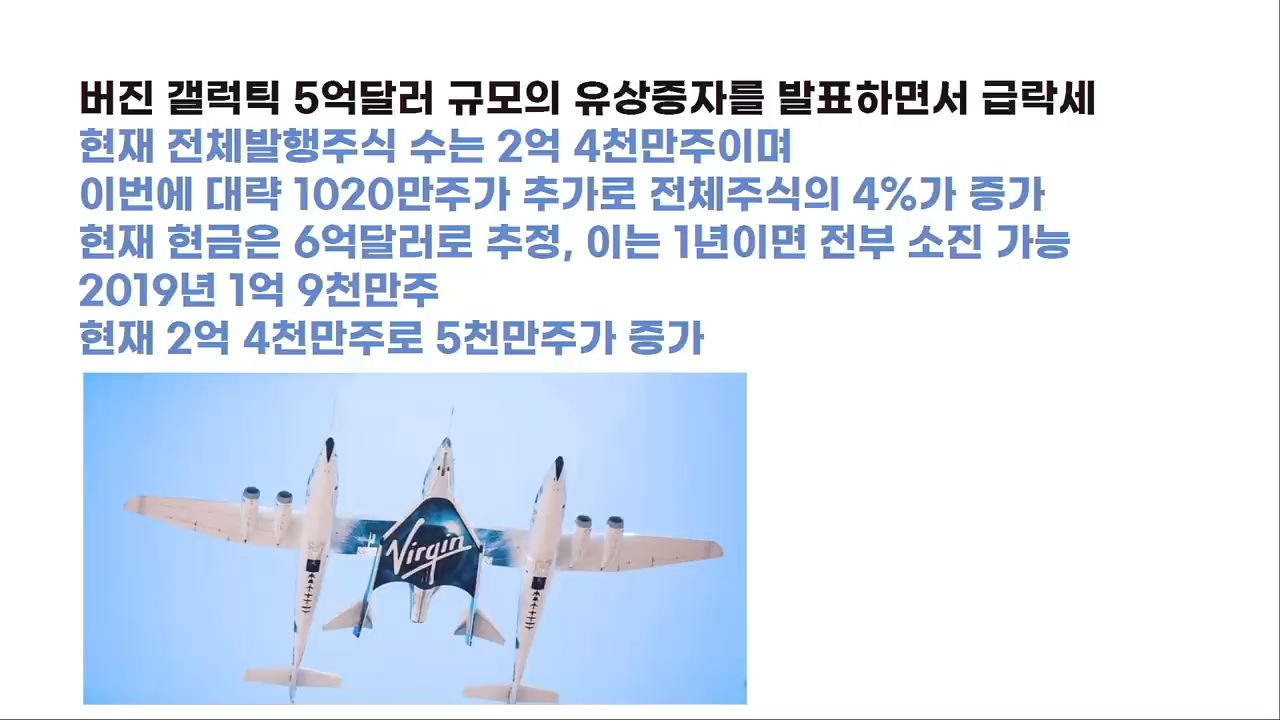 버진 갤럭틱 5억달러 규모의 유상증자를 발표하면서 급락세
현재 전체발행주식 수는 2억 4천만주이며
이번에 대략 1020만주가 추가로 전체주식의 4%가 증가
현재 현금은 6억달러로 추정, 이는 1년이면 전부 소진 가능
2019년 1억 9천만주
현재 2억 4천만주로 5천만주가 증가
Virgin